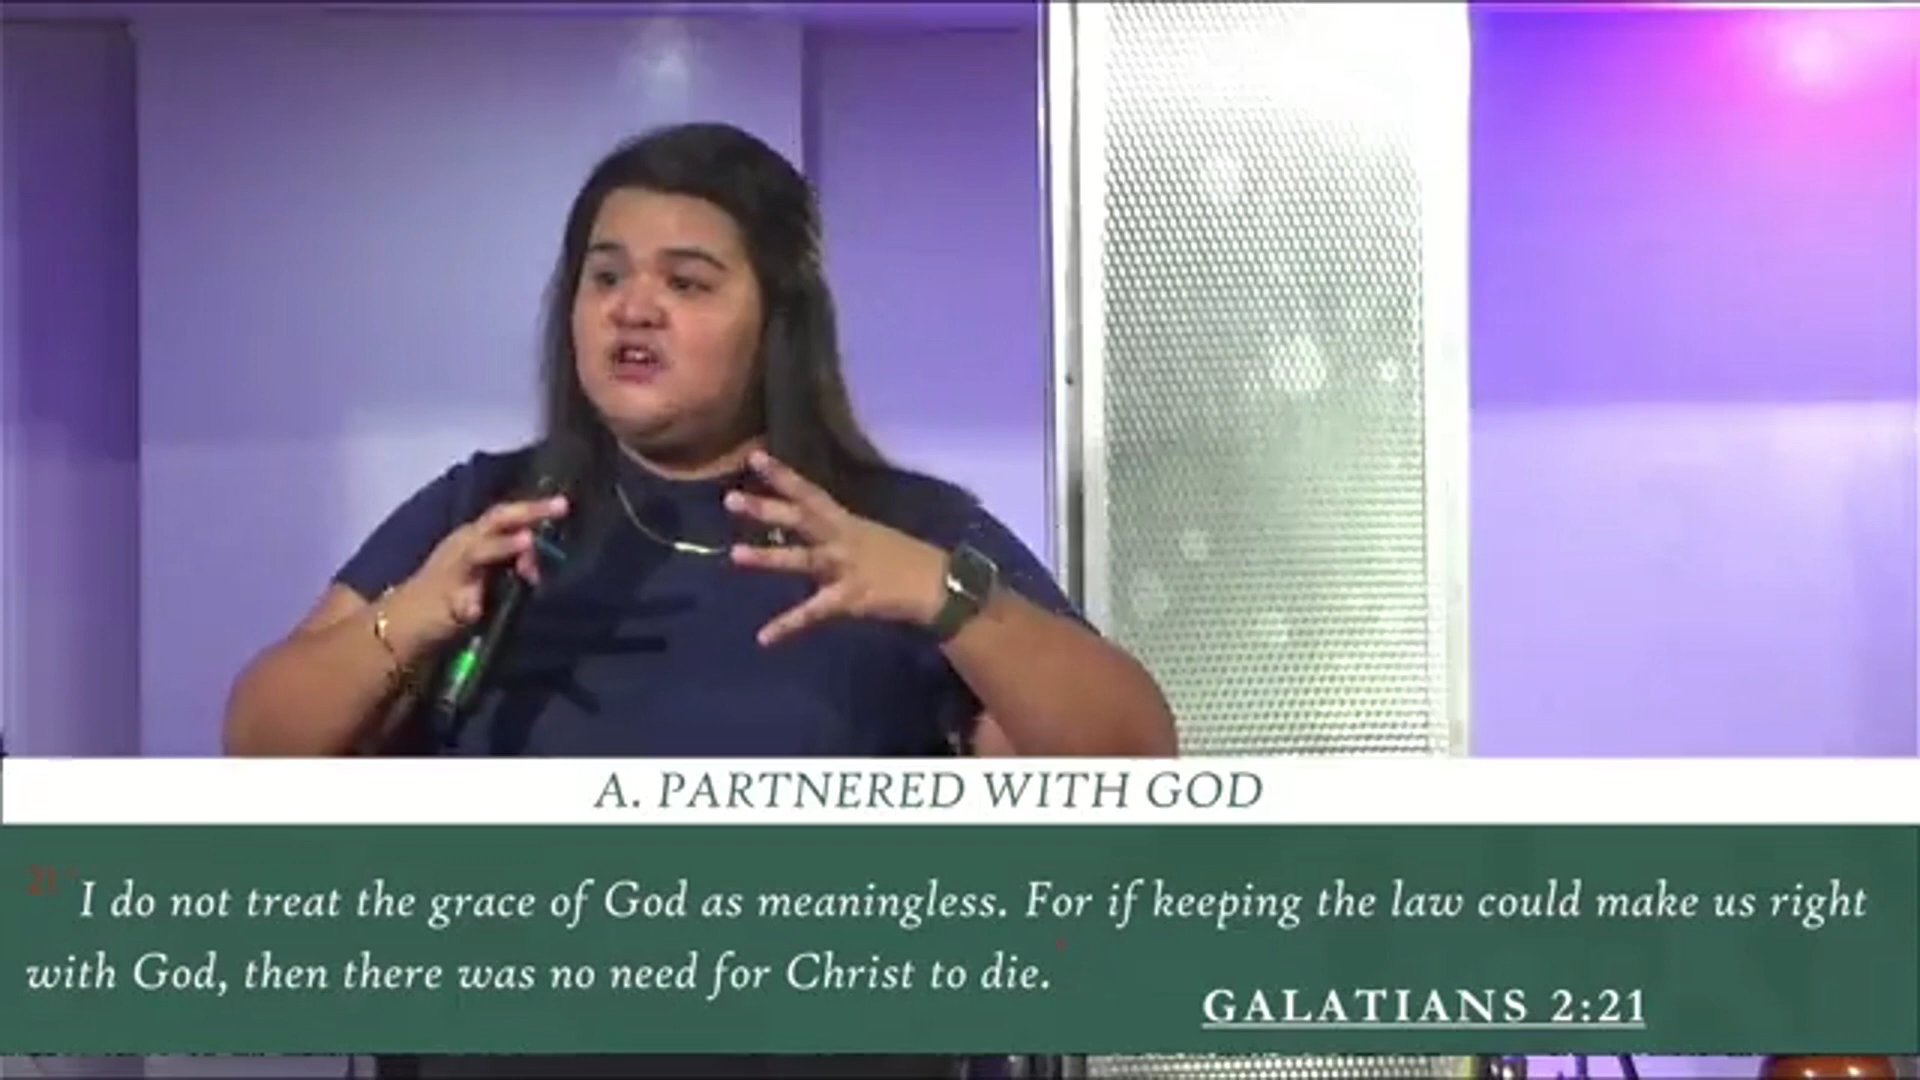 A. PARTNERED WITH GOD
21 I do not treat the grace of God as meaningless. For if keeping the law could make us right
with God, then there was no need for Christ to die.
GALATIANS 2:21